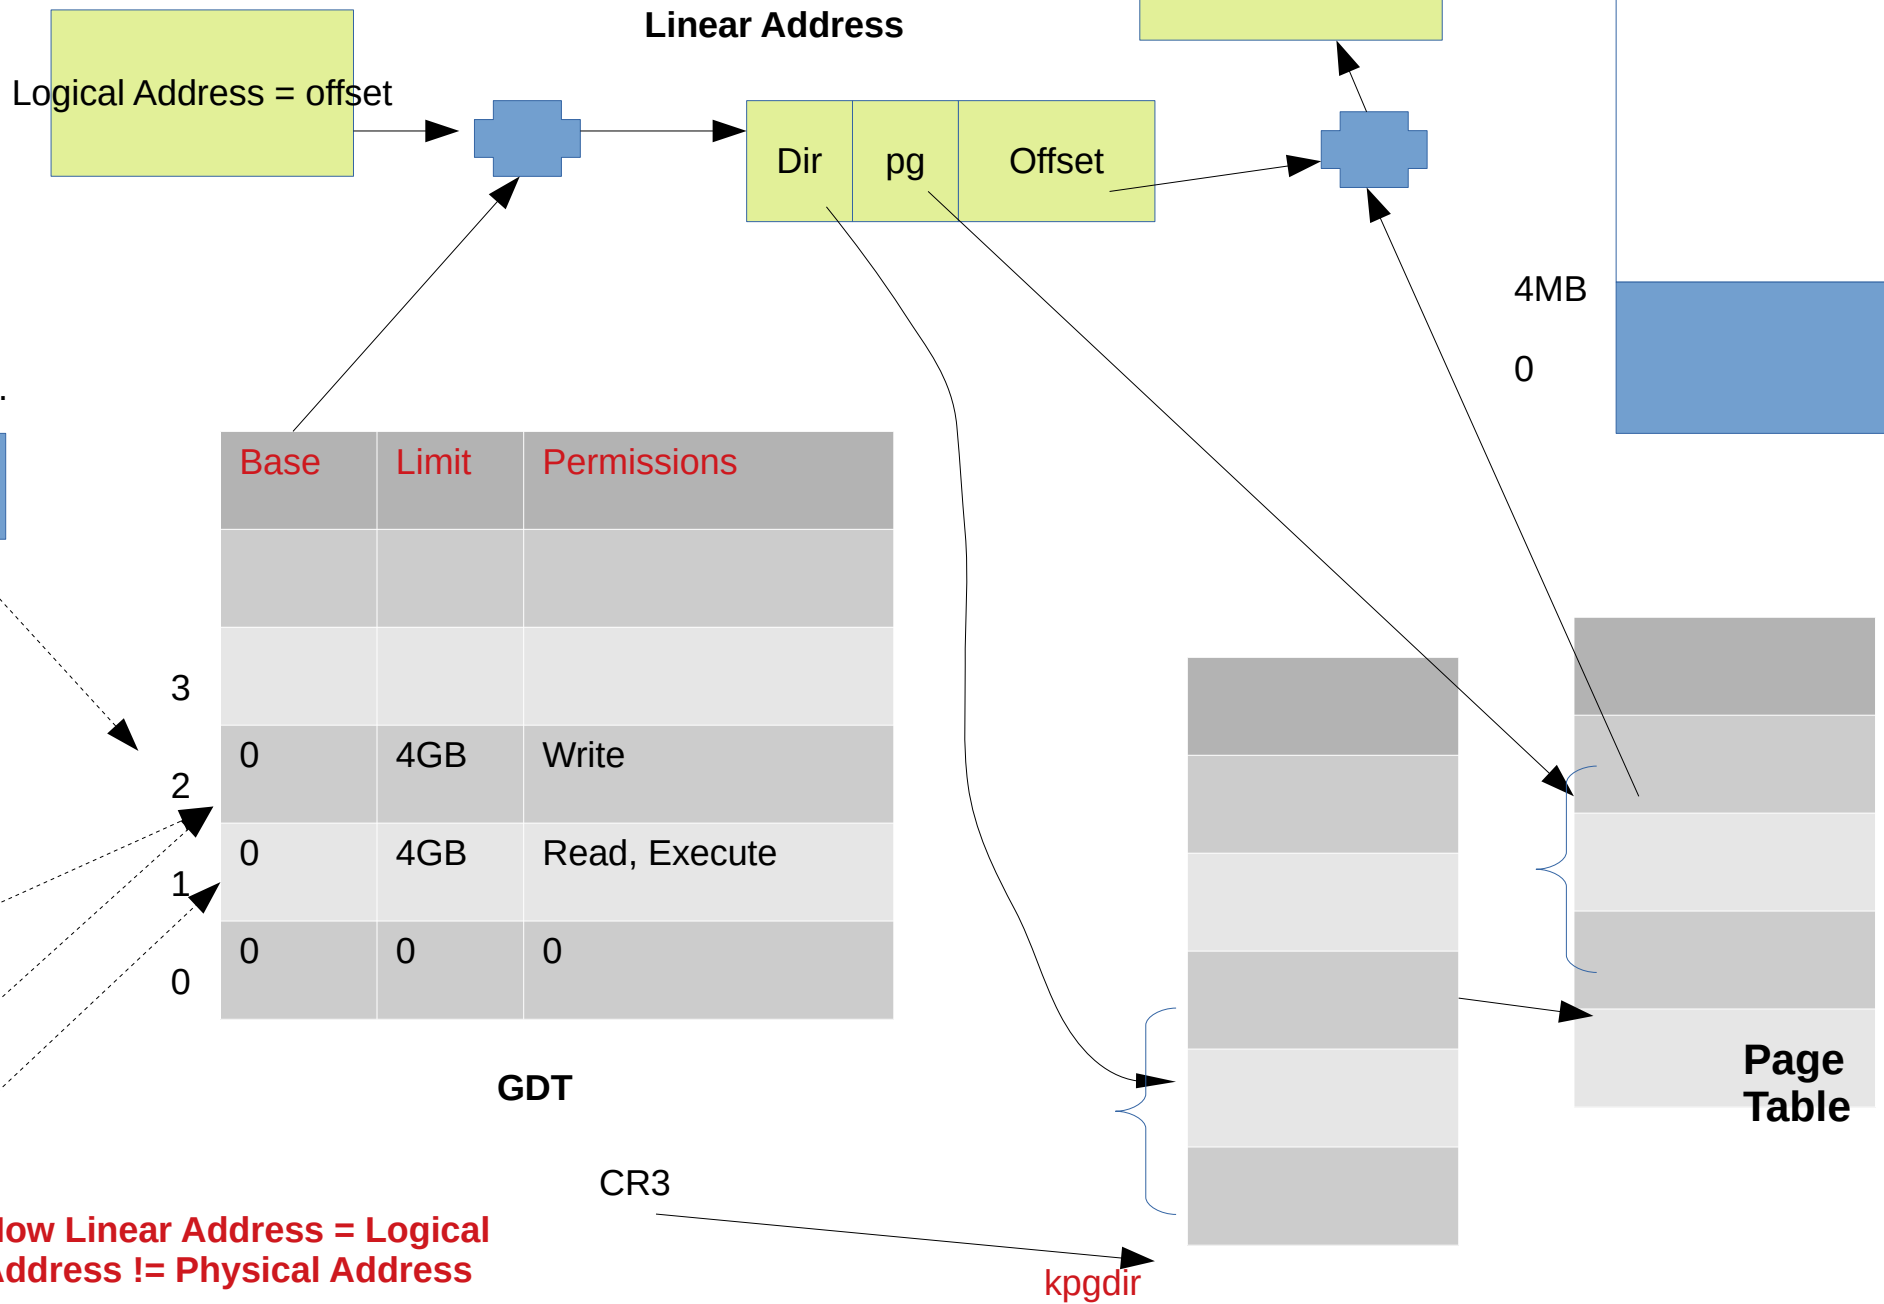 Linear Address
Logical Address = offset
Dir
pg
Offset
4MB
0
.
Base
Limit
Permissions
3
0
4GB
Write
2
0
4GB
Read, Execute
1
0
0
0
0
GDT
Page
Table
CR3
kpgdir
Linear Address = Logical
Address != Physical Address